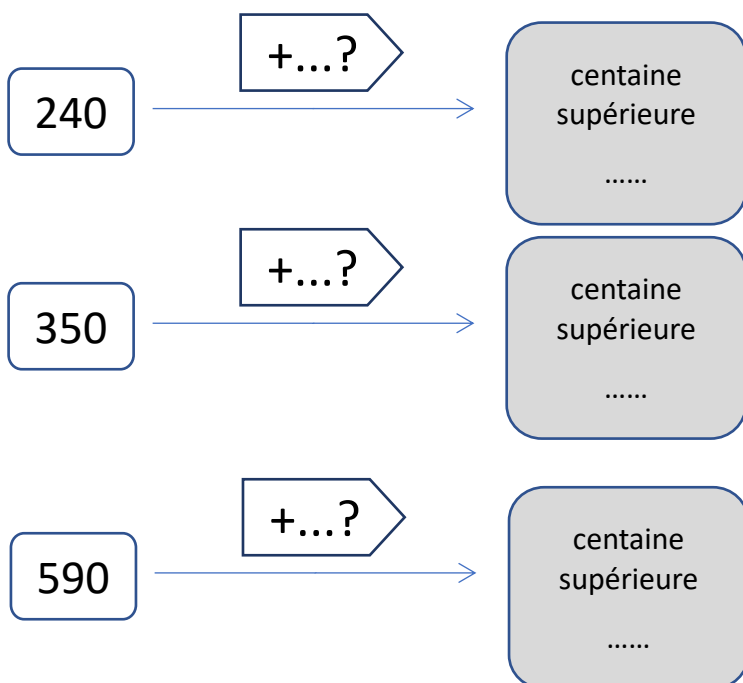 +...?
240
centaine
supérieure
......
+...?
350
centaine
supérieure
......
+...?
590
centaine
supérieure
......